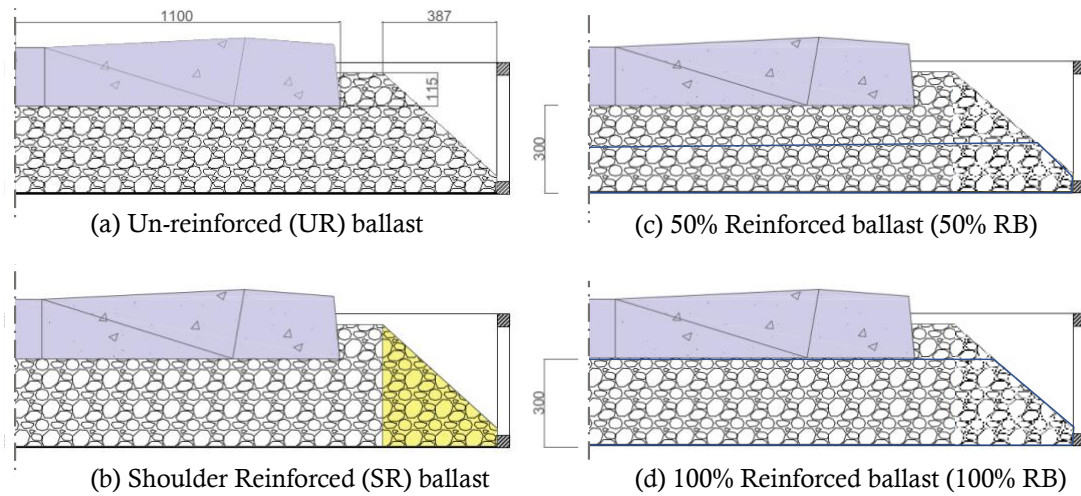 1100
387
115
300
(a) Un-reinforced (UR) ballast
(c) 50% Reinforced ballast (50% RB)
300
(b) Shoulder Reinforced (SR) ballast
(d) 100% Reinforced ballast (100% RB)